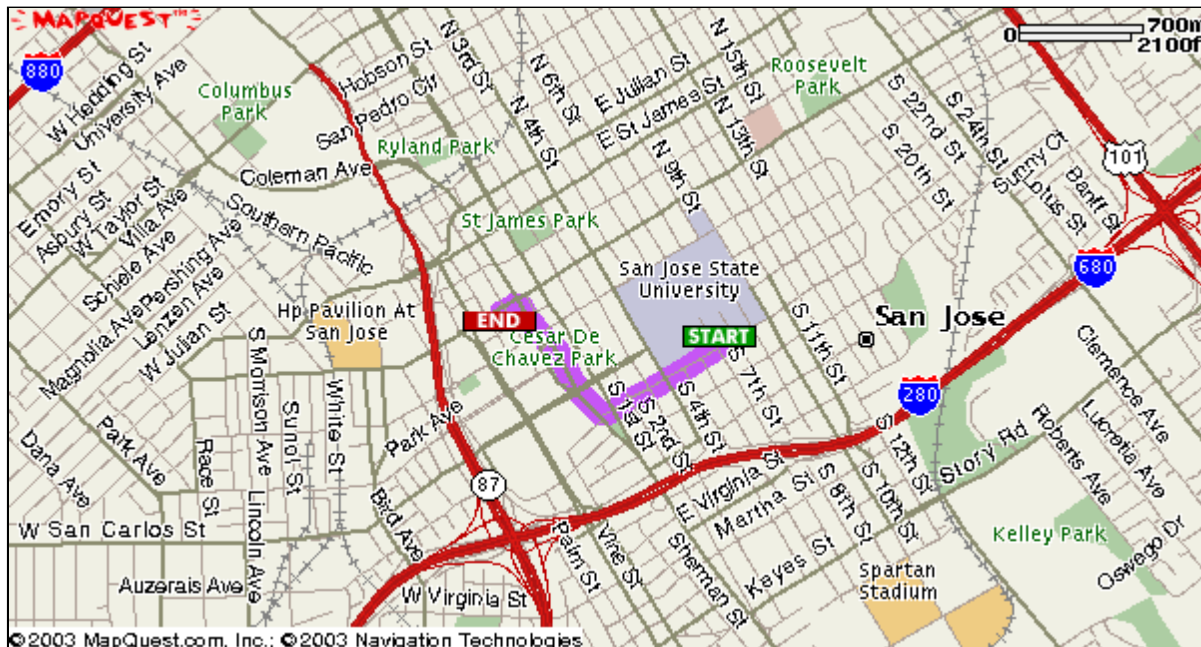 MAPQUEST™
880
W Hedding St
University Ave
Columbus
Park
Hobson St
San Pedro Cir
N 3rd St
N 4th St
N 6th St
E Julian St
E St James St
N 15th St
N 13th St
Roosevelt
Park
S 22nd St
S 24th St
0
700m
2100ft
101
Sunny Ct
Lotus St
Banff St
Ryland Park
Coleman Ave
N 9th St
S 20th St
Emory St
Asbury St
W Taylor St
Villa Ave
Schiele Ave
Southern Pacific
St James Park
San Jose State
University
680
Magnolia Ave
Pershing Ave
Lenzen Ave
W Julian St
Hp Pavilion At
San Jose
END
Cesar De
Chavez Park
START
San Jose
S 11th St
S 7th St
S Morrison Ave
White St
Sunol St
Park Ave
S 1st St
S 2nd St
S 4th St
280
Clemence Ave
Dana Ave
Park Ave
Race St
Lincoln Ave
Bird Ave
87
E Virginia St
Martha St
S 8th St
S 10th St
S 12th St
Story Rd
Roberts Ave
Lucretia Ave
W San Carlos St
Auzerais Ave
W Virginia St
Palm St
Vine St
Sherman St
Keyes St
Spartan
Stadium
Kelley Park
Oswego Dr
©2003 MapQuest.com, Inc.; ©2003 Navigation Technologies